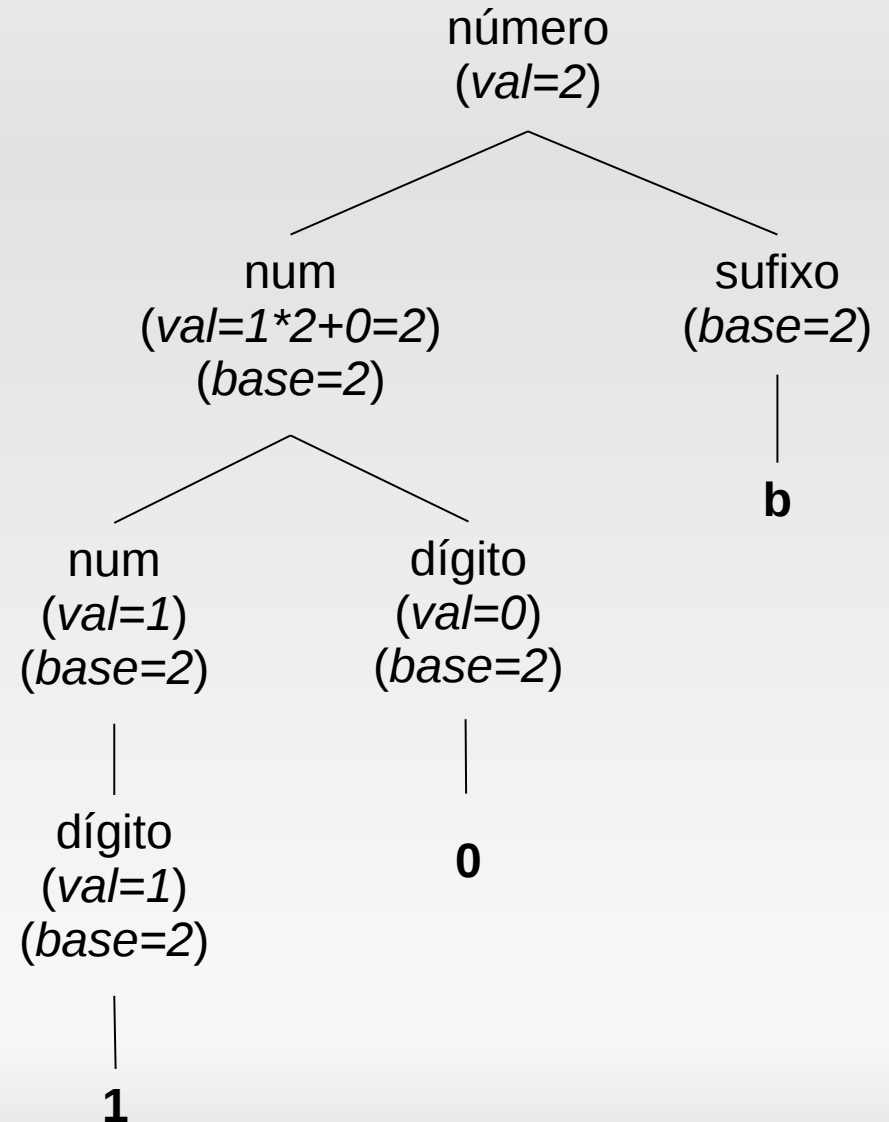 número
(val=2)
num
(val=1*2+0=2)
(base=2)
sufixo
(base=2)
b
num
(val=1)
(base=2)
dígito
(val=0)
(base=2)
dígito
(val=1)
(base=2)
0
1